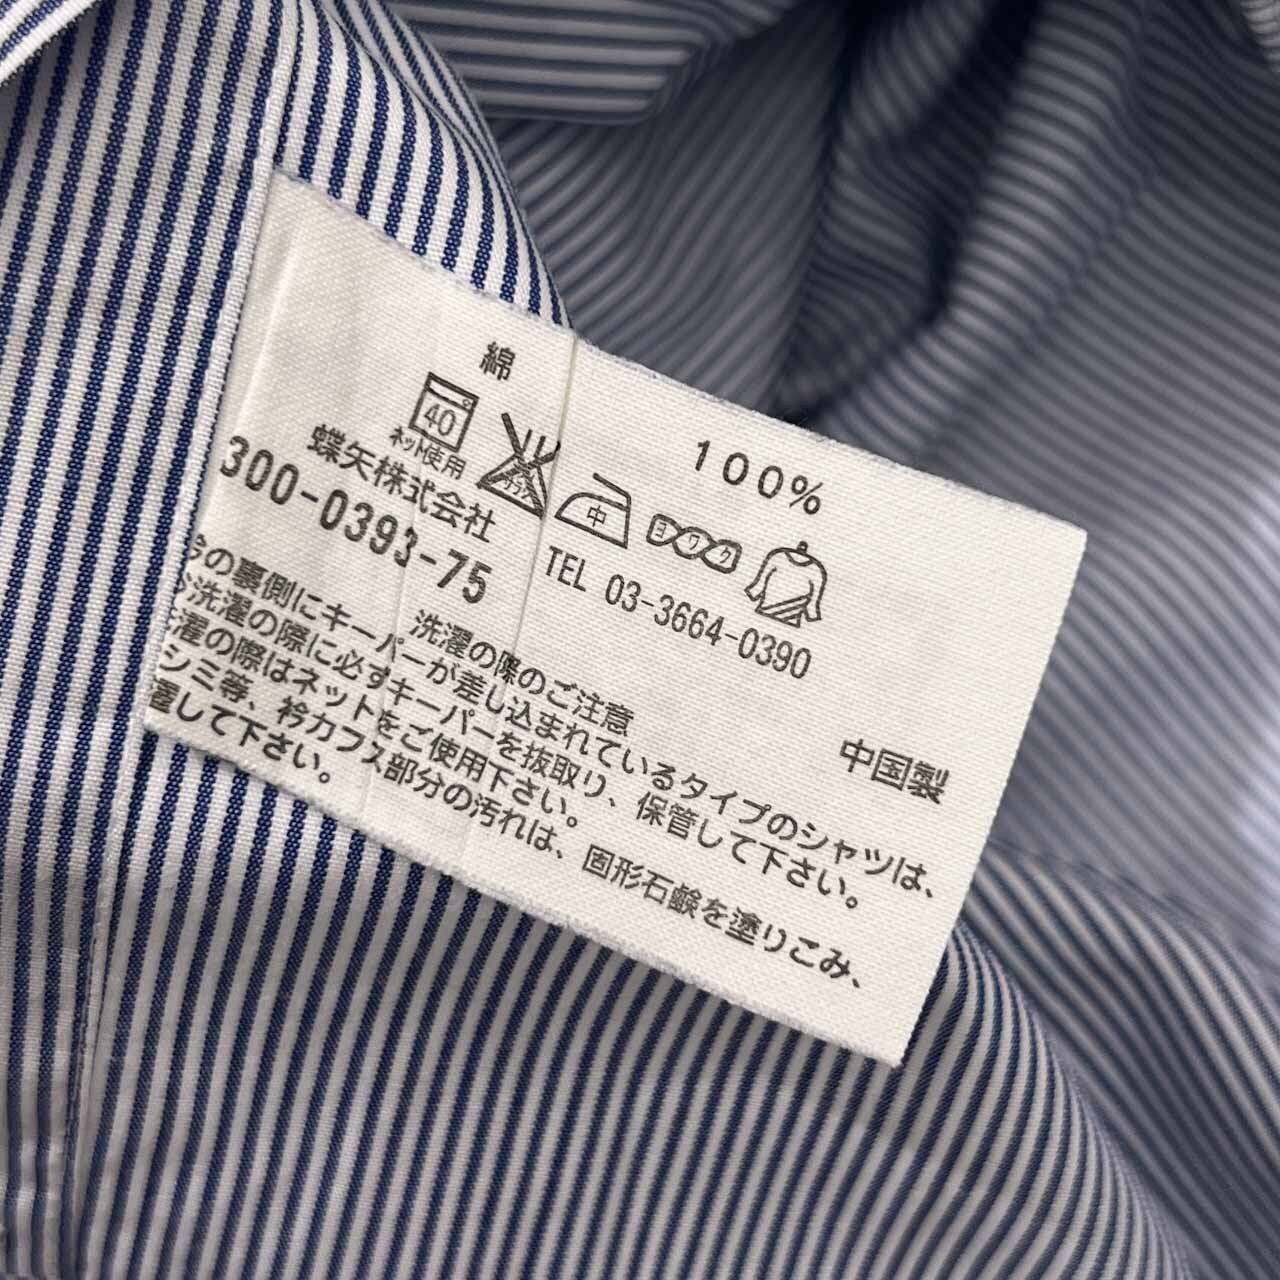 綿 100%
40
ネット使用
中
ヨワク
蝶矢株式会社 TEL 03-3664-0390
300-0393-75
中国製
洗濯の際のご注意
の裏側にキーパーが差し込まれているタイプのシャツは、
洗濯の際に必ずキーパーを抜取り、保管して下さい。
濯の際はネットをご使用下さい。
シミ等、衿カフス部分の汚れは、固形石鹸を塗りこみ、
濯して下さい。